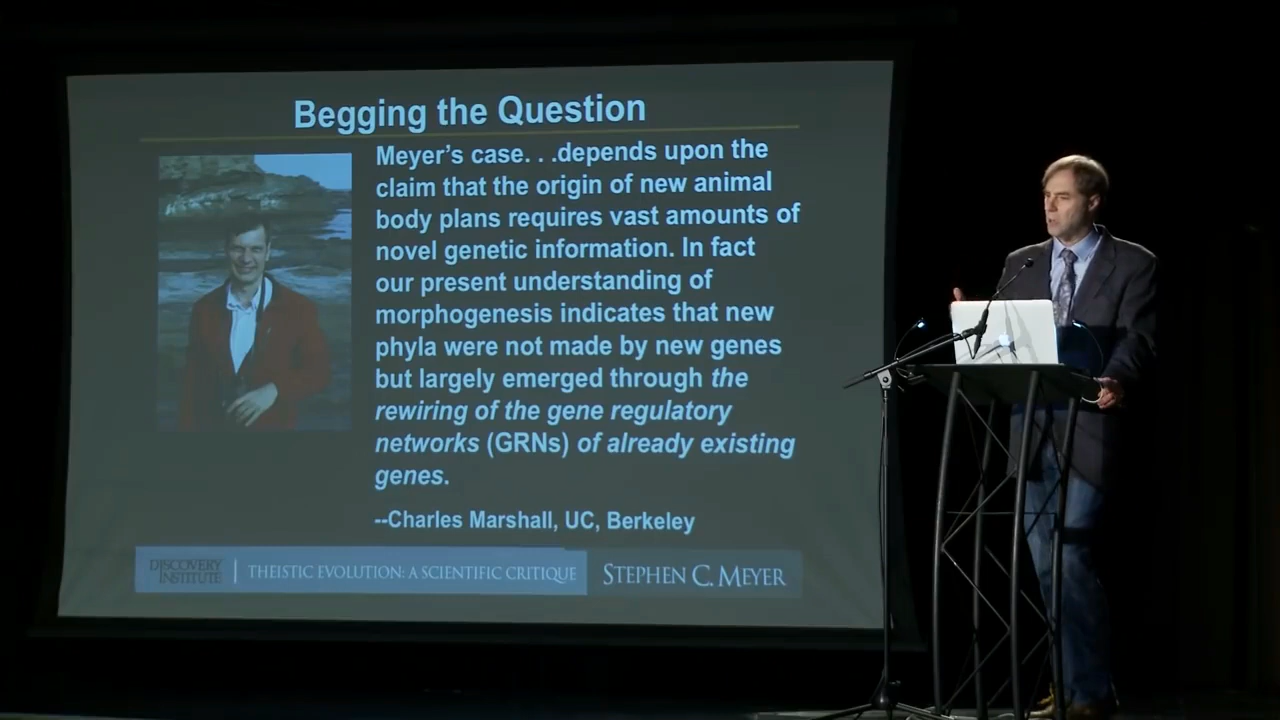 Begging the Question
Meyer's case. . .depends upon the
claim that the origin of new animal
body plans requires vast amounts of
novel genetic information. In fact
our present understanding of
morphogenesis indicates that new
phyla were not made by new genes
but largely emerged through the
rewiring of the gene regulatory
networks (GRNs) of already existing
genes.
--Charles Marshall, UC, Berkeley
DISCOVERY
INSTITUTE
THEISTIC EVOLUTION: A SCIENTIFIC CRITIQUE
STEPHEN C. MEYER